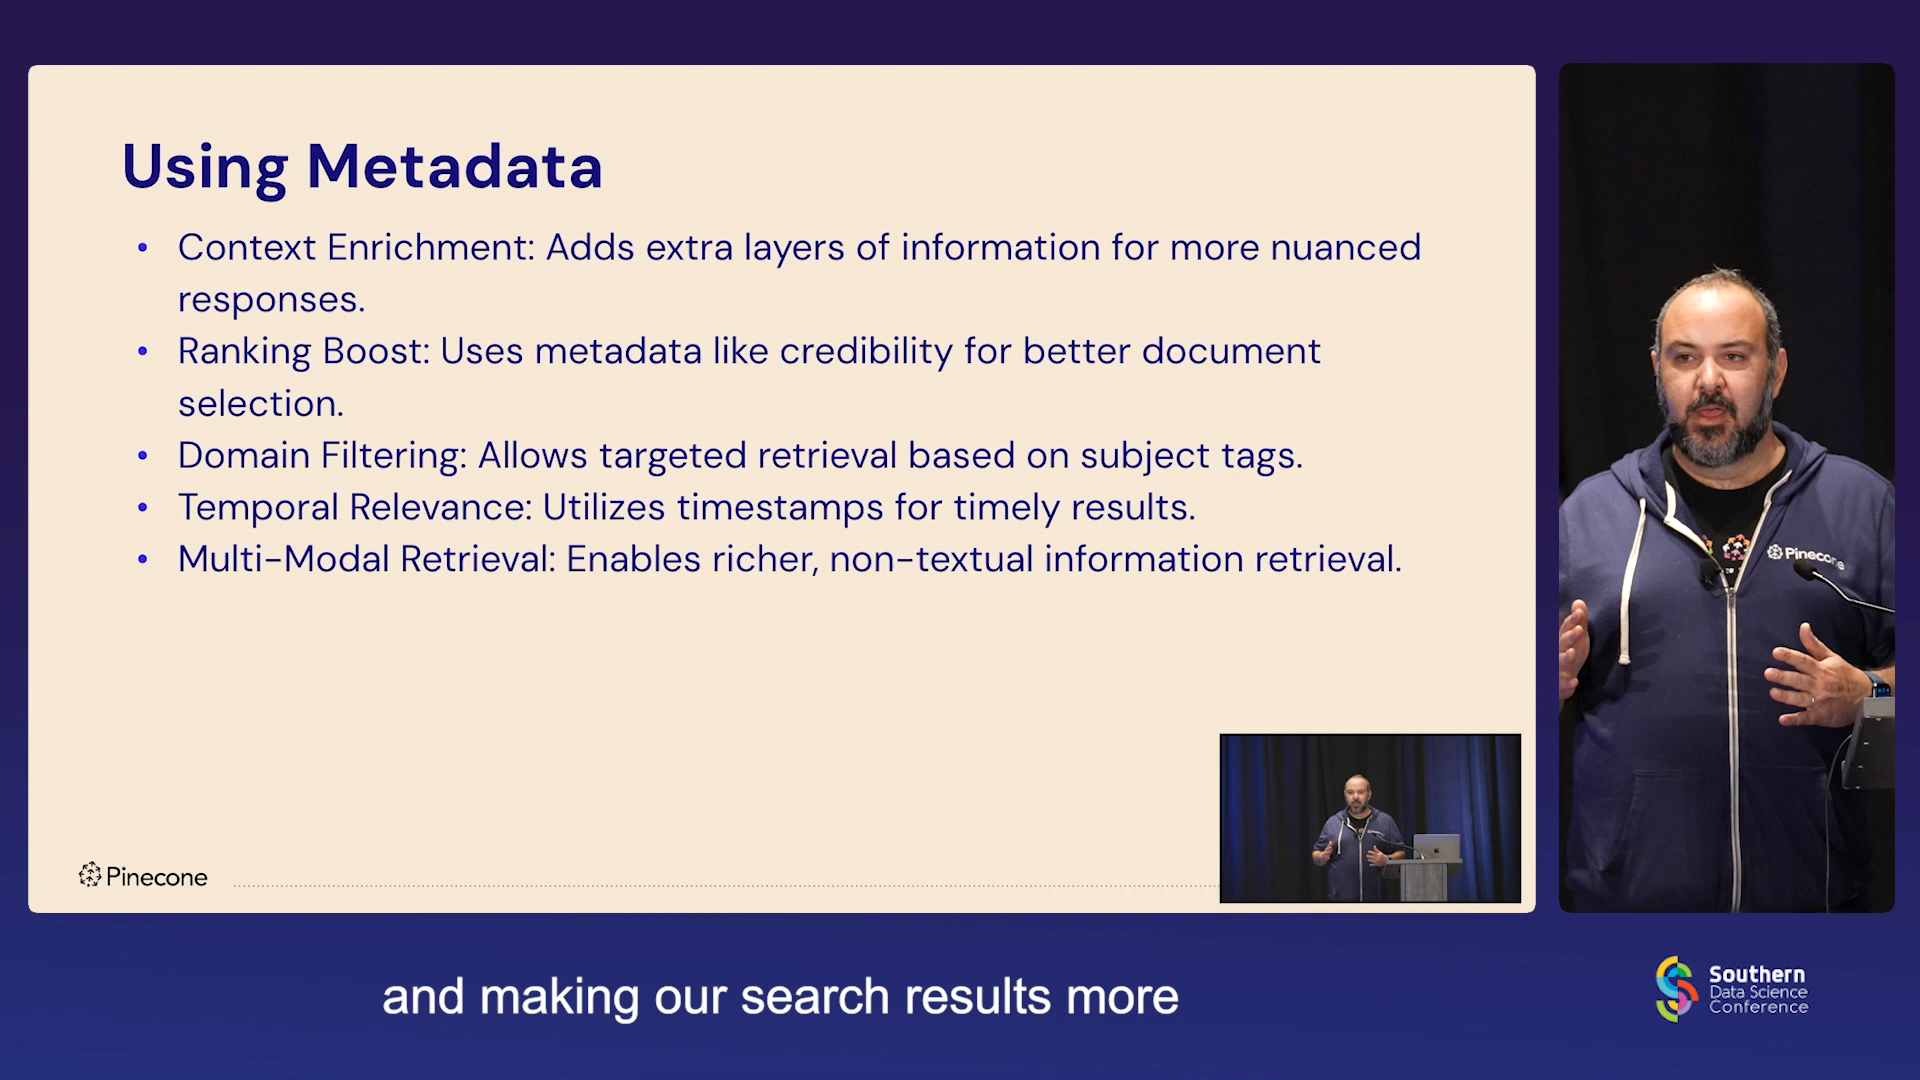 Using Metadata
• Context Enrichment: Adds extra layers of information for more nuanced
responses.
• Ranking Boost: Uses metadata like credibility for better document
selection.
• Domain Filtering: Allows targeted retrieval based on subject tags.
• Temporal Relevance: Utilizes timestamps for timely results.
• Multi-Modal Retrieval: Enables richer, non-textual information retrieval.
Pinecone
Pinecone
and making our search results more
Southern
Data Science
Conference